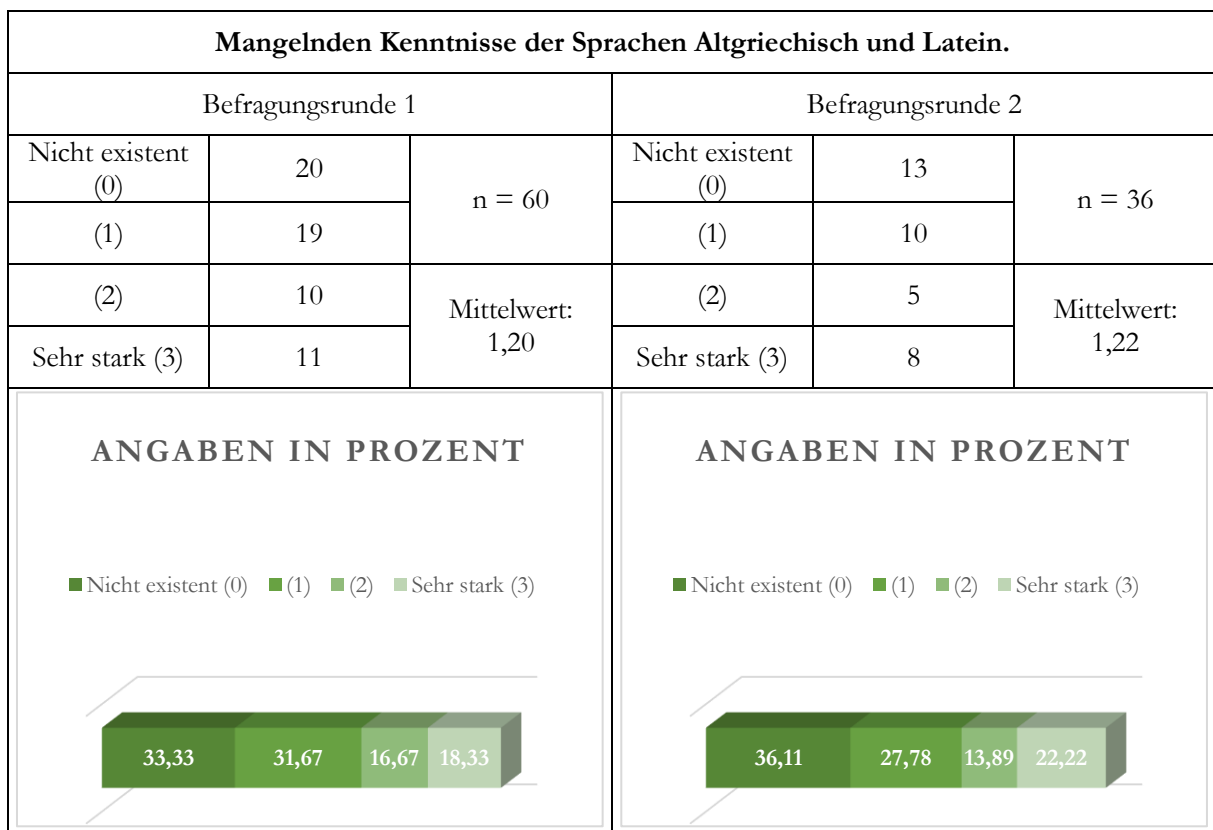 Mangelnden Kenntnisse der Sprachen Altgriechisch und Latein.
Befragungsrunde 1
Befragungsrunde 2
Nicht existent
(0)
20
n = 60
Nicht existent
(0)
13
n = 36
(1)
19
(1)
10
(2)
10
Mittelwert:
1,20
(2)
5
Mittelwert:
1,22
Sehr stark (3)
11
Sehr stark (3)
8
ANGABEN IN PROZENT
Nicht existent (0) (1) (2) Sehr stark (3)
33,33 31,67 16,67 18,33
ANGABEN IN PROZENT
Nicht existent (0) (1) (2) Sehr stark (3)
36,11 27,78 13,89 22,22